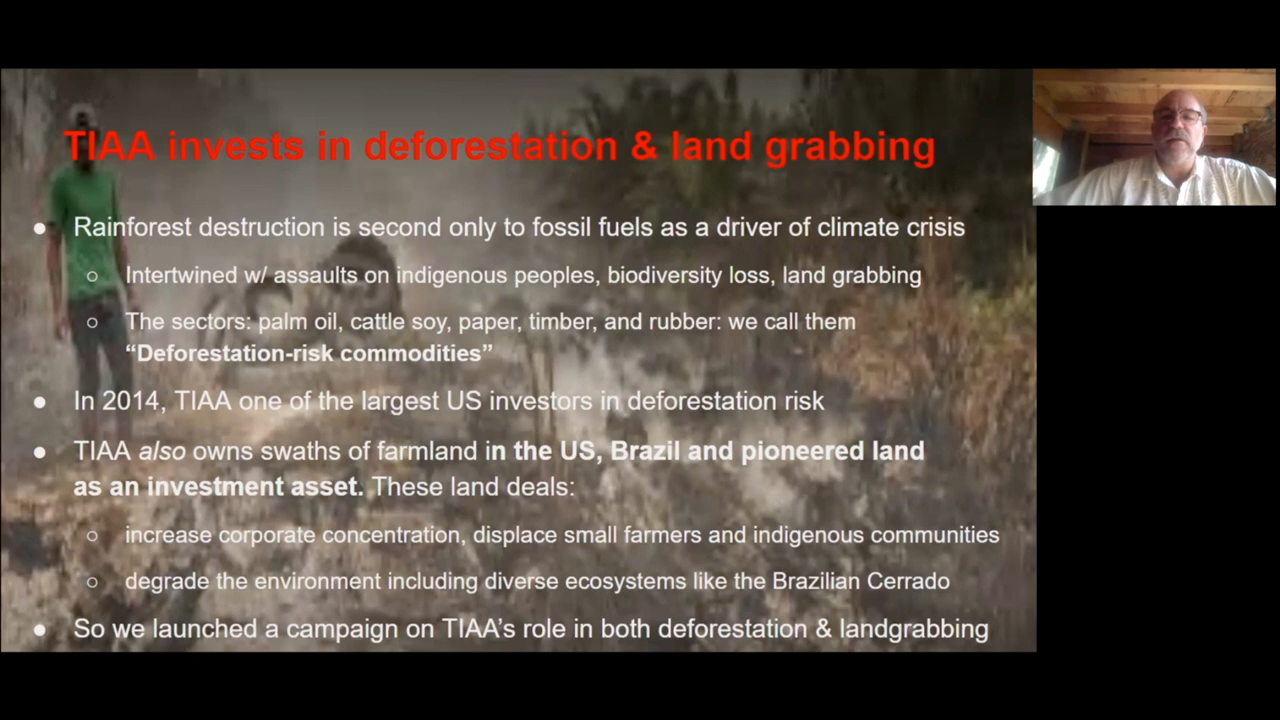 TIAA invests in deforestation & land grabbing
● Rainforest destruction is second only to fossil fuels as a driver of climate crisis
○ Intertwined w/ assaults on indigenous peoples, biodiversity loss, land grabbing
○ The sectors: palm oil, cattle soy, paper, timber, and rubber: we call them
“Deforestation-risk commodities”
● In 2014, TIAA one of the largest US investors in deforestation risk
● TIAA also owns swaths of farmland in the US, Brazil and pioneered land
as an investment asset. These land deals:
○ increase corporate concentration, displace small farmers and indigenous communities
○ degrade the environment including diverse ecosystems like the Brazilian Cerrado
● So we launched a campaign on TIAA’s role in both deforestation & landgrabbing